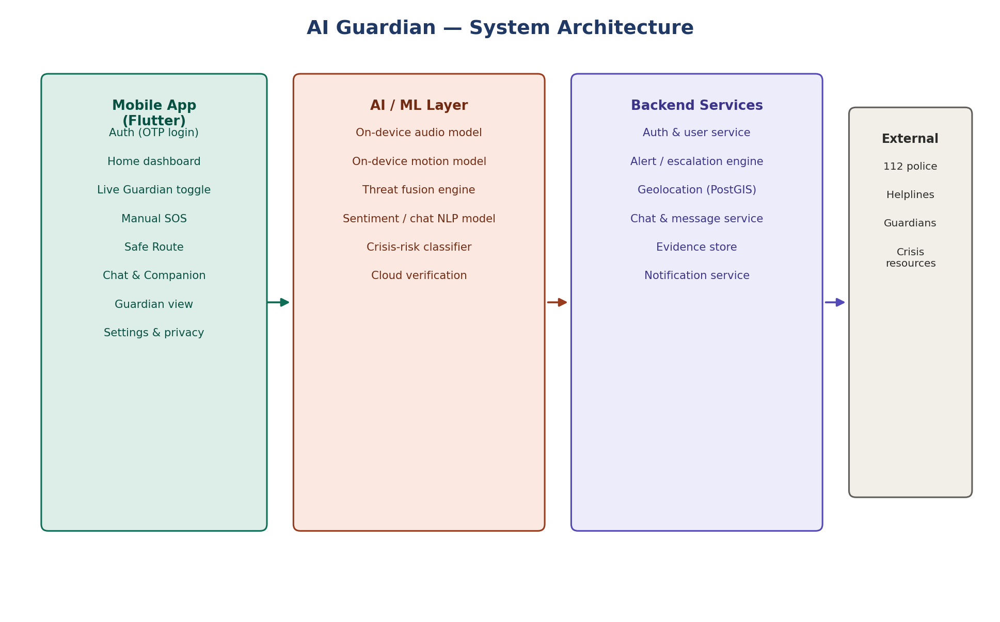 AI Guardian — System Architecture
Mobile App
(Flutter)
Auth (OTP login)
Home dashboard
Live Guardian toggle
Manual SOS
Safe Route
Chat & Companion
Guardian view
Settings & privacy
AI / ML Layer
On-device audio model
On-device motion model
Threat fusion engine
Sentiment / chat NLP model
Crisis-risk classifier
Cloud verification
Backend Services
Auth & user service
Alert / escalation engine
Geolocation (PostGIS)
Chat & message service
Evidence store
Notification service
External
112 police
Helplines
Guardians
Crisis
resources